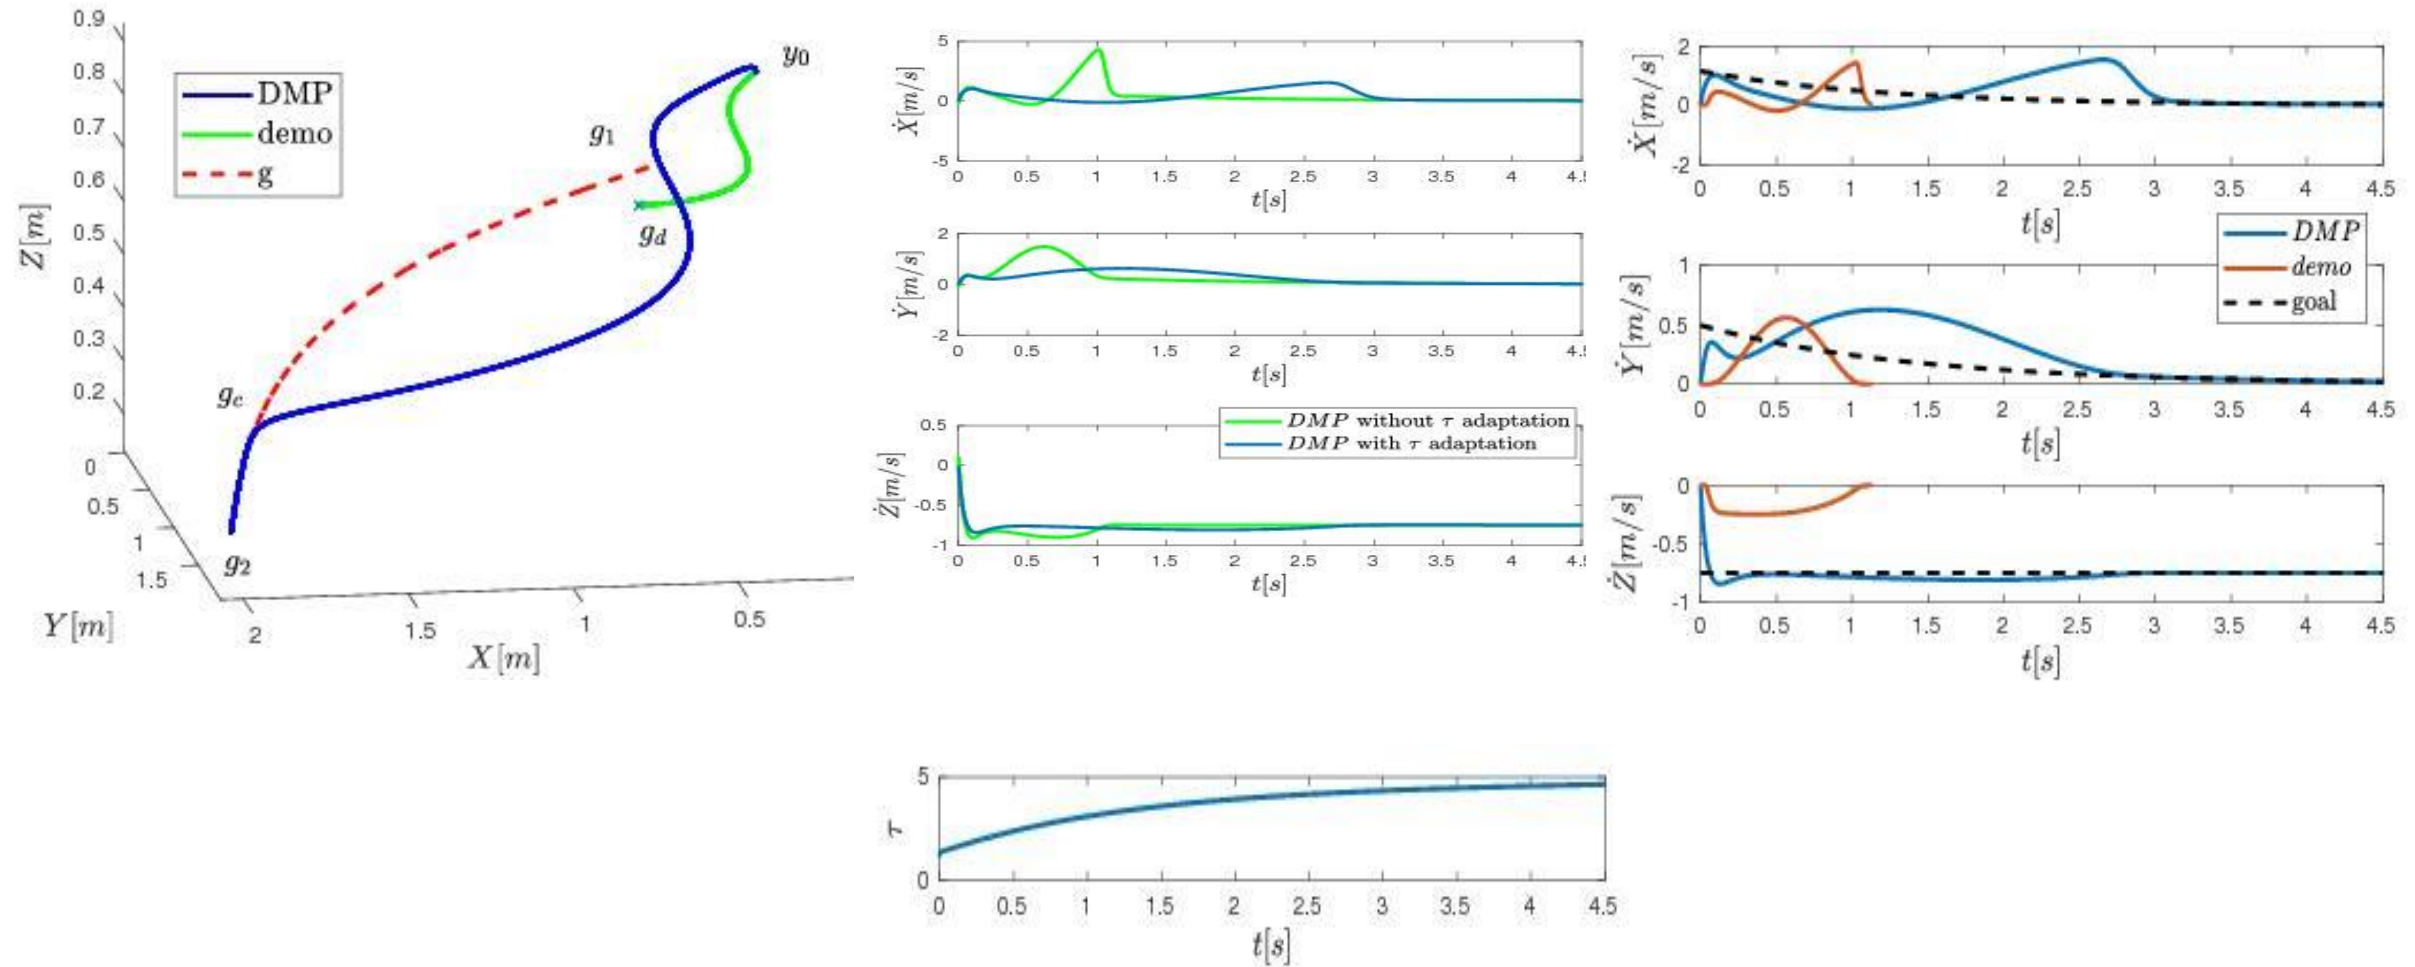 0.9
0.8
0.7
0.6
0.5
0.4
0.3
0.2
Z[m]
DMP
demo
g
y₀
g₁
g_d
g_c
g₂
0
0.5
1
1.5
Y[m]
2
1.5
1
0.5
X[m]
5
0
-5
Ẋ[m/s]
0 0.5 1 1.5 2 2.5 3 3.5 4 4.
t[s]
2
0
-2
Ẏ[m/s]
0 0.5 1 1.5 2 2.5 3 3.5 4 4.
t[s]
DMP without τ adaptation
DMP with τ adaptation
0.5
0
-0.5
-1
Ż[m/s]
0 0.5 1 1.5 2 2.5 3 3.5 4 4.
t[s]
2
0
-2
Ẋ[m/s]
0 0.5 1 1.5 2 2.5 3 3.5 4 4.5
t[s]
DMP
demo
goal
1
0.5
0
Ẏ[m/s]
0 0.5 1 1.5 2 2.5 3 3.5 4 4.5
t[s]
0
-0.5
-1
Ż[m/s]
0 0.5 1 1.5 2 2.5 3 3.5 4 4.5
t[s]
5
0
τ
0 0.5 1 1.5 2 2.5 3 3.5 4 4.5
t[s]